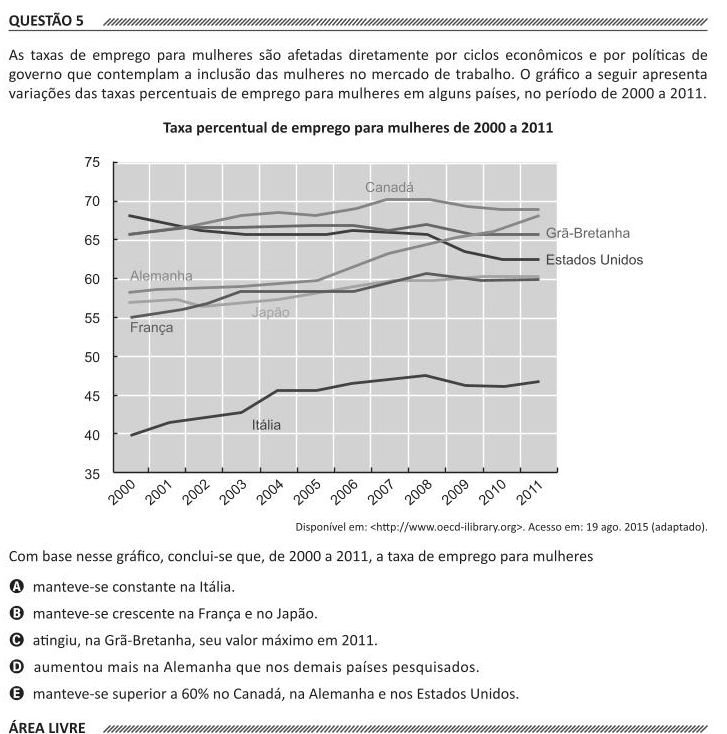 QUESTÃO 5
As taxas de emprego para mulheres são afetadas diretamente por ciclos econômicos e por políticas de
governo que contemplam a inclusão das mulheres no mercado de trabalho. O gráfico a seguir apresenta
variações das taxas percentuais de emprego para mulheres em alguns países, no período de 2000 a 2011.
Taxa percentual de emprego para mulheres de 2000 a 2011
75
70
65
60
55
50
45
40
35
Canadá
Grã-Bretanha
Estados Unidos
Alemanha
Japão
França
Itália
2000 2001 2002 2003 2004 2005 2006 2007 2008 2009 2010 2011
Disponível em: <http://www.oecd-ilibrary.org>. Acesso em: 19 ago. 2015 (adaptado).
Com base nesse gráfico, conclui-se que, de 2000 a 2011, a taxa de emprego para mulheres
A manteve-se constante na Itália.
B manteve-se crescente na França e no Japão.
C atingiu, na Grã-Bretanha, seu valor máximo em 2011.
D aumentou mais na Alemanha que nos demais países pesquisados.
E manteve-se superior a 60% no Canadá, na Alemanha e nos Estados Unidos.
ÁREA LIVRE